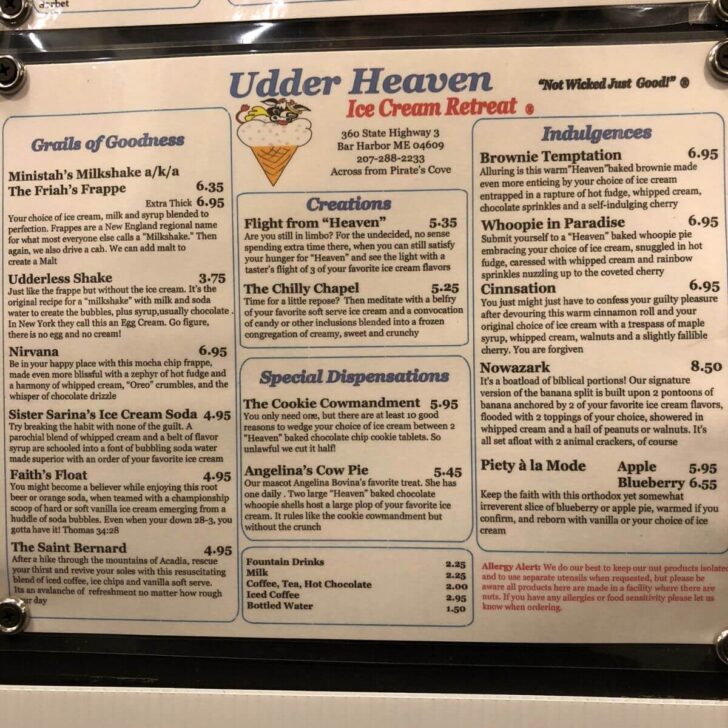 Udder Heaven
"Not Wicked Just Good!" ®
Ice Cream Retreat ®
360 State Highway 3
Bar Harbor ME 04609
207-288-2233
Across from Pirate's Cove
Grails of Goodness
Ministah's Milkshake a/k/a
The Friah's Frappe 6.35
Extra Thick 6.95
Your choice of ice cream, milk and syrup blended to
perfection. Frappes are a New England regional name
for what most everyone else calls a "Milkshake." Then
again, we also drive a cah. We can add malt to
create a Malt
Udderless Shake 3.75
Just like the frappe but without the ice cream. It's the
original recipe for a "milkshake" with milk and soda
water to create the bubbles, plus syrup,usually chocolate.
In New York they call this an Egg Cream. Go figure,
there is no egg and no cream!
Nirvana 6.95
Be in your happy place with this mocha chip frappe,
made even more blissful with a zephyr of hot fudge and
a harmony of whipped cream, "Oreo" crumbles, and the
whisper of chocolate drizzle
Sister Sarina's Ice Cream Soda 4.95
Try breaking the habit with none of the guilt. A
parochial blend of whipped cream and a belt of flavor
syrup are schooled into a font of bubbling soda water
made superior with an order of your favorite ice cream
Faith's Float 4.95
You might become a believer while enjoying this root
beer or orange soda, when teamed with a championship
scoop of hard or soft vanilla ice cream emerging from a
huddle of soda bubbles. Even when your down 28-3, you
gotta have it! Thomas 34:28
The Saint Bernard 4.95
After a hike through the mountains of Acadia, rescue
your thirst and revive your soles with this resuscitating
blend of iced coffee, ice chips and vanilla soft serve.
Its an avalanche of refreshment no matter how rough
your day
Creations
Flight from "Heaven" 5.35
Are you still in limbo? For the undecided, no sense
spending extra time there, when you can still satisfy
your hunger for "Heaven" and see the light with a
taster's flight of 3 of your favorite ice cream flavors
The Chilly Chapel 5.25
Time for a little repose? Then meditate with a belfry
of your favorite soft serve ice cream and a convocation
of candy or other inclusions blended into a frozen
congregation of creamy, sweet and crunchy
Special Dispensations
The Cookie Cowmandment 5.95
You only need one, but there are at least 10 good
reasons to wedge your choice of ice cream between 2
"Heaven" baked chocolate chip cookie tablets. So
unlawful we cut it half!
Angelina's Cow Pie 5.45
Our mascot Angelina Bovina's favorite treat. She has
one daily . Two large "Heaven" baked chocolate
whoopie shells host a large plop of your favorite ice
cream. It rules like the cookie cowmandment but
without the crunch
Fountain Drinks 2.25
Milk 2.25
Coffee, Tea, Hot Chocolate 2.00
Iced Coffee 2.95
Bottled Water 1.50
Indulgences
Brownie Temptation 6.95
Alluring is this warm"Heaven"baked brownie made
even more enticing by your choice of ice cream
entrapped in a rapture of hot fudge, whipped cream,
chocolate sprinkles and a self-indulging cherry
Whoopie in Paradise 6.95
Submit yourself to a "Heaven" baked whoopie pie
embracing your choice of ice cream, snuggled in hot
fudge, caressed with whipped cream and rainbow
sprinkles nuzzling up to the coveted cherry
Cinnsation 6.95
You just might just have to confess your guilty pleasure
after devouring this warm cinnamon roll and your
original choice of ice cream with a trespass of maple
syrup, whipped cream, walnuts and a slightly faillible
cherry. You are forgiven
Nowazark 8.50
It's a boatload of biblical portions! Our signature
version of the banana split is built upon 2 pontoons of
banana anchored by 2 of your favorite ice cream flavors,
flooded with 2 toppings of your choice, showered in
whipped cream and a hail of peanuts or walnuts. It's
all set afloat with 2 animal crackers, of course
Piety à la Mode Apple 5.95
Blueberry 6.55
Keep the faith with this orthodox yet somewhat
irreverent slice of blueberry or apple pie, warmed if you
confirm, and reborn with vanilla or your choice of ice
cream
Allergy Alert: We do our best to keep our nut products isolated
and to use separate utensils when requested, but please be
aware all products here are made in a facility where there are
nuts. If you have any allergies or food sensitivity please let us
know when ordering.